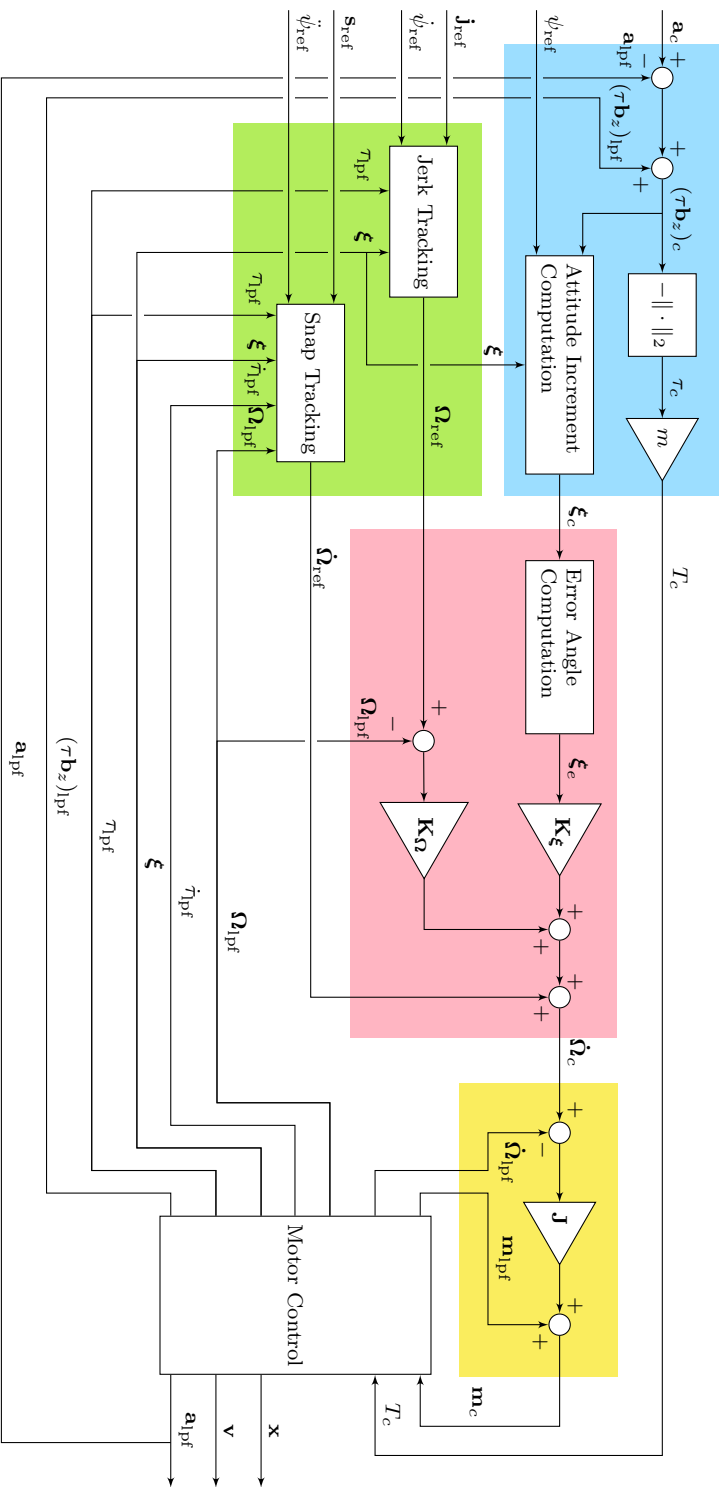 𝐚_c
+
−
𝐚_lpf
+
+
(τ𝐛_z)_lpf
(τ𝐛_z)_c
−‖ · ‖₂
τ_c
m
T_c
ψ_ref
Attitude Increment
Computation
𝛏
𝛏_c
Error Angle
Computation
𝛏_e
𝐊_𝛏
+
+
+
+
𝛀̇_c
+
−
𝛀̇_lpf
𝐉
𝐦_lpf
+
+
𝐦_c
T_c
𝐣_ref
ψ̇_ref
Jerk Tracking
τ_lpf
𝛏
𝛀_ref
+
−
𝛀_lpf
𝐊_𝛀
𝐬_ref
ψ̈_ref
Snap Tracking
τ_lpf
𝛏
τ̇_lpf
𝛀_lpf
𝛀̇_ref
𝛀_lpf
τ̇_lpf
𝛏
τ_lpf
(τ𝐛_z)_lpf
𝐚_lpf
Motor Control
𝐱
𝐯
𝐚_lpf